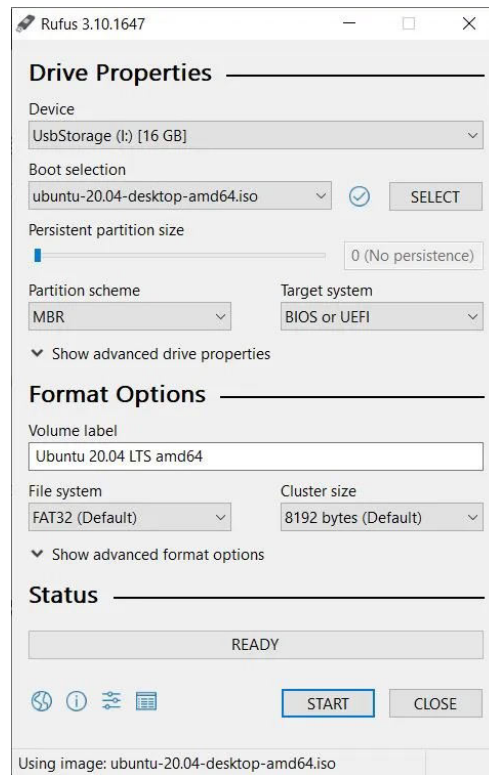 Rufus 3.10.1647
Drive Properties
Device
UsbStorage (I:) [16 GB]
Boot selection
ubuntu-20.04-desktop-amd64.iso
SELECT
Persistent partition size
0 (No persistence)
Partition scheme
Target system
MBR
BIOS or UEFI
Show advanced drive properties
Format Options
Volume label
Ubuntu 20.04 LTS amd64
File system
Cluster size
FAT32 (Default)
8192 bytes (Default)
Show advanced format options
Status
READY
START
CLOSE
Using image: ubuntu-20.04-desktop-amd64.iso